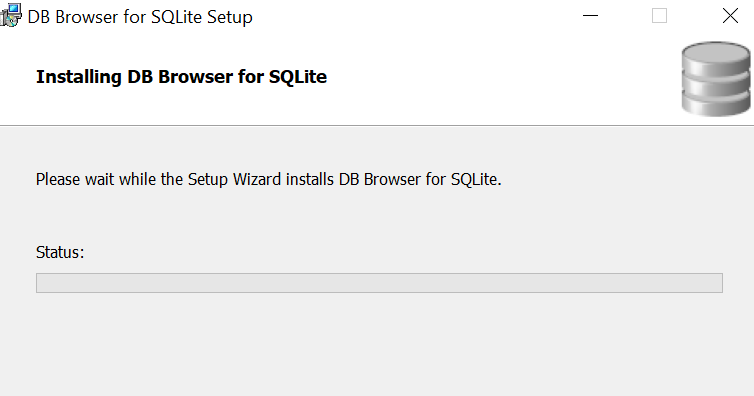 DB Browser for SQLite Setup
Installing DB Browser for SQLite
Please wait while the Setup Wizard installs DB Browser for SQLite.
Status: